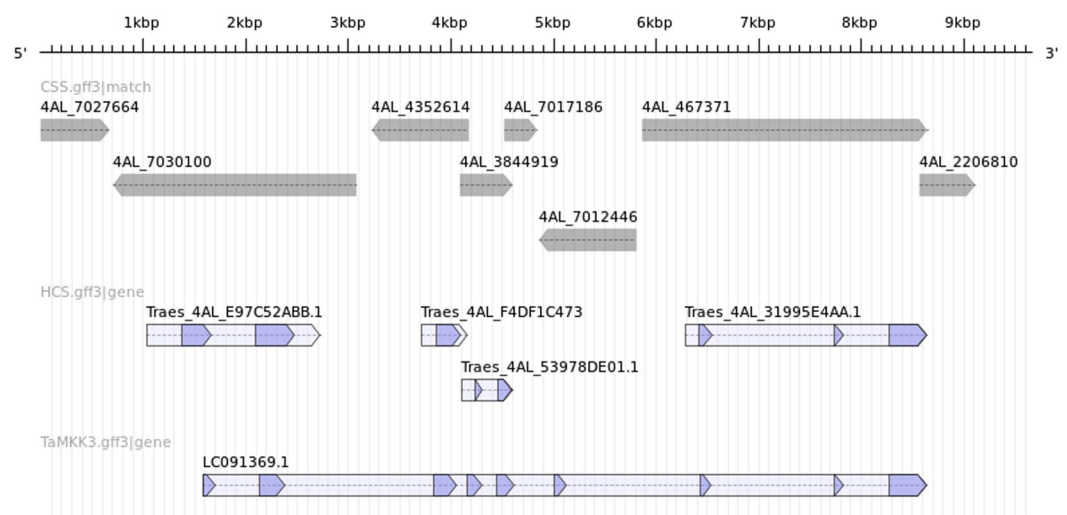 1kbp 2kbp 3kbp 4kbp 5kbp 6kbp 7kbp 8kbp 9kbp
5' 3'
CSS.gff3|match
4AL_7027664 4AL_4352614 4AL_7017186 4AL_467371
4AL_7030100 4AL_3844919 4AL_2206810
4AL_7012446
HCS.gff3|gene
Traes_4AL_E97C52ABB.1 Traes_4AL_F4DF1C473 Traes_4AL_31995E4AA.1
Traes_4AL_53978DE01.1
TaMKK3.gff3|gene
LC091369.1